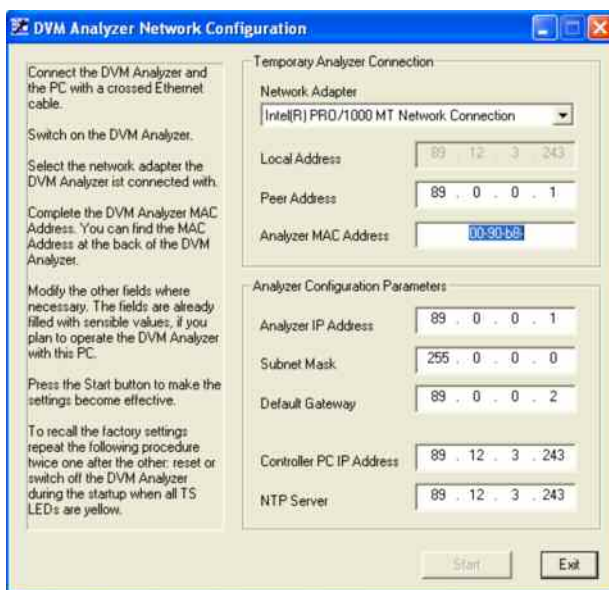 DVM Analyzer Network Configuration
Connect the DVM Analyzer and
the PC with a crossed Ethernet
cable.
Switch on the DVM Analyzer.
Select the network adapter the
DVM Analyzer ist connected with.
Complete the DVM Analyzer MAC
Address. You can find the MAC
Address at the back of the DVM
Analyzer.
Modify the other fields where
necessary. The fields are already
filled with sensible values, if you
plan to operate the DVM Analyzer
with this PC.
Press the Start button to make the
settings become effective.
To recall the factory settings
repeat the following procedure
twice one after the other: reset or
switch off the DVM Analyzer
during the startup when all TS
LEDs are yellow.
Temporary Analyzer Connection
Network Adapter
Intel(R) PRO/1000 MT Network Connection
Local Address 89 . 12 . 3 . 243
Peer Address 89 . 0 . 0 . 1
Analyzer MAC Address 00-90-b8-
Analyzer Configuration Parameters
Analyzer IP Address 89 . 0 . 0 . 1
Subnet Mask 255 . 0 . 0 . 0
Default Gateway 89 . 0 . 0 . 2
Controller PC IP Address 89 . 12 . 3 . 243
NTP Server 89 . 12 . 3 . 243
Start Exit